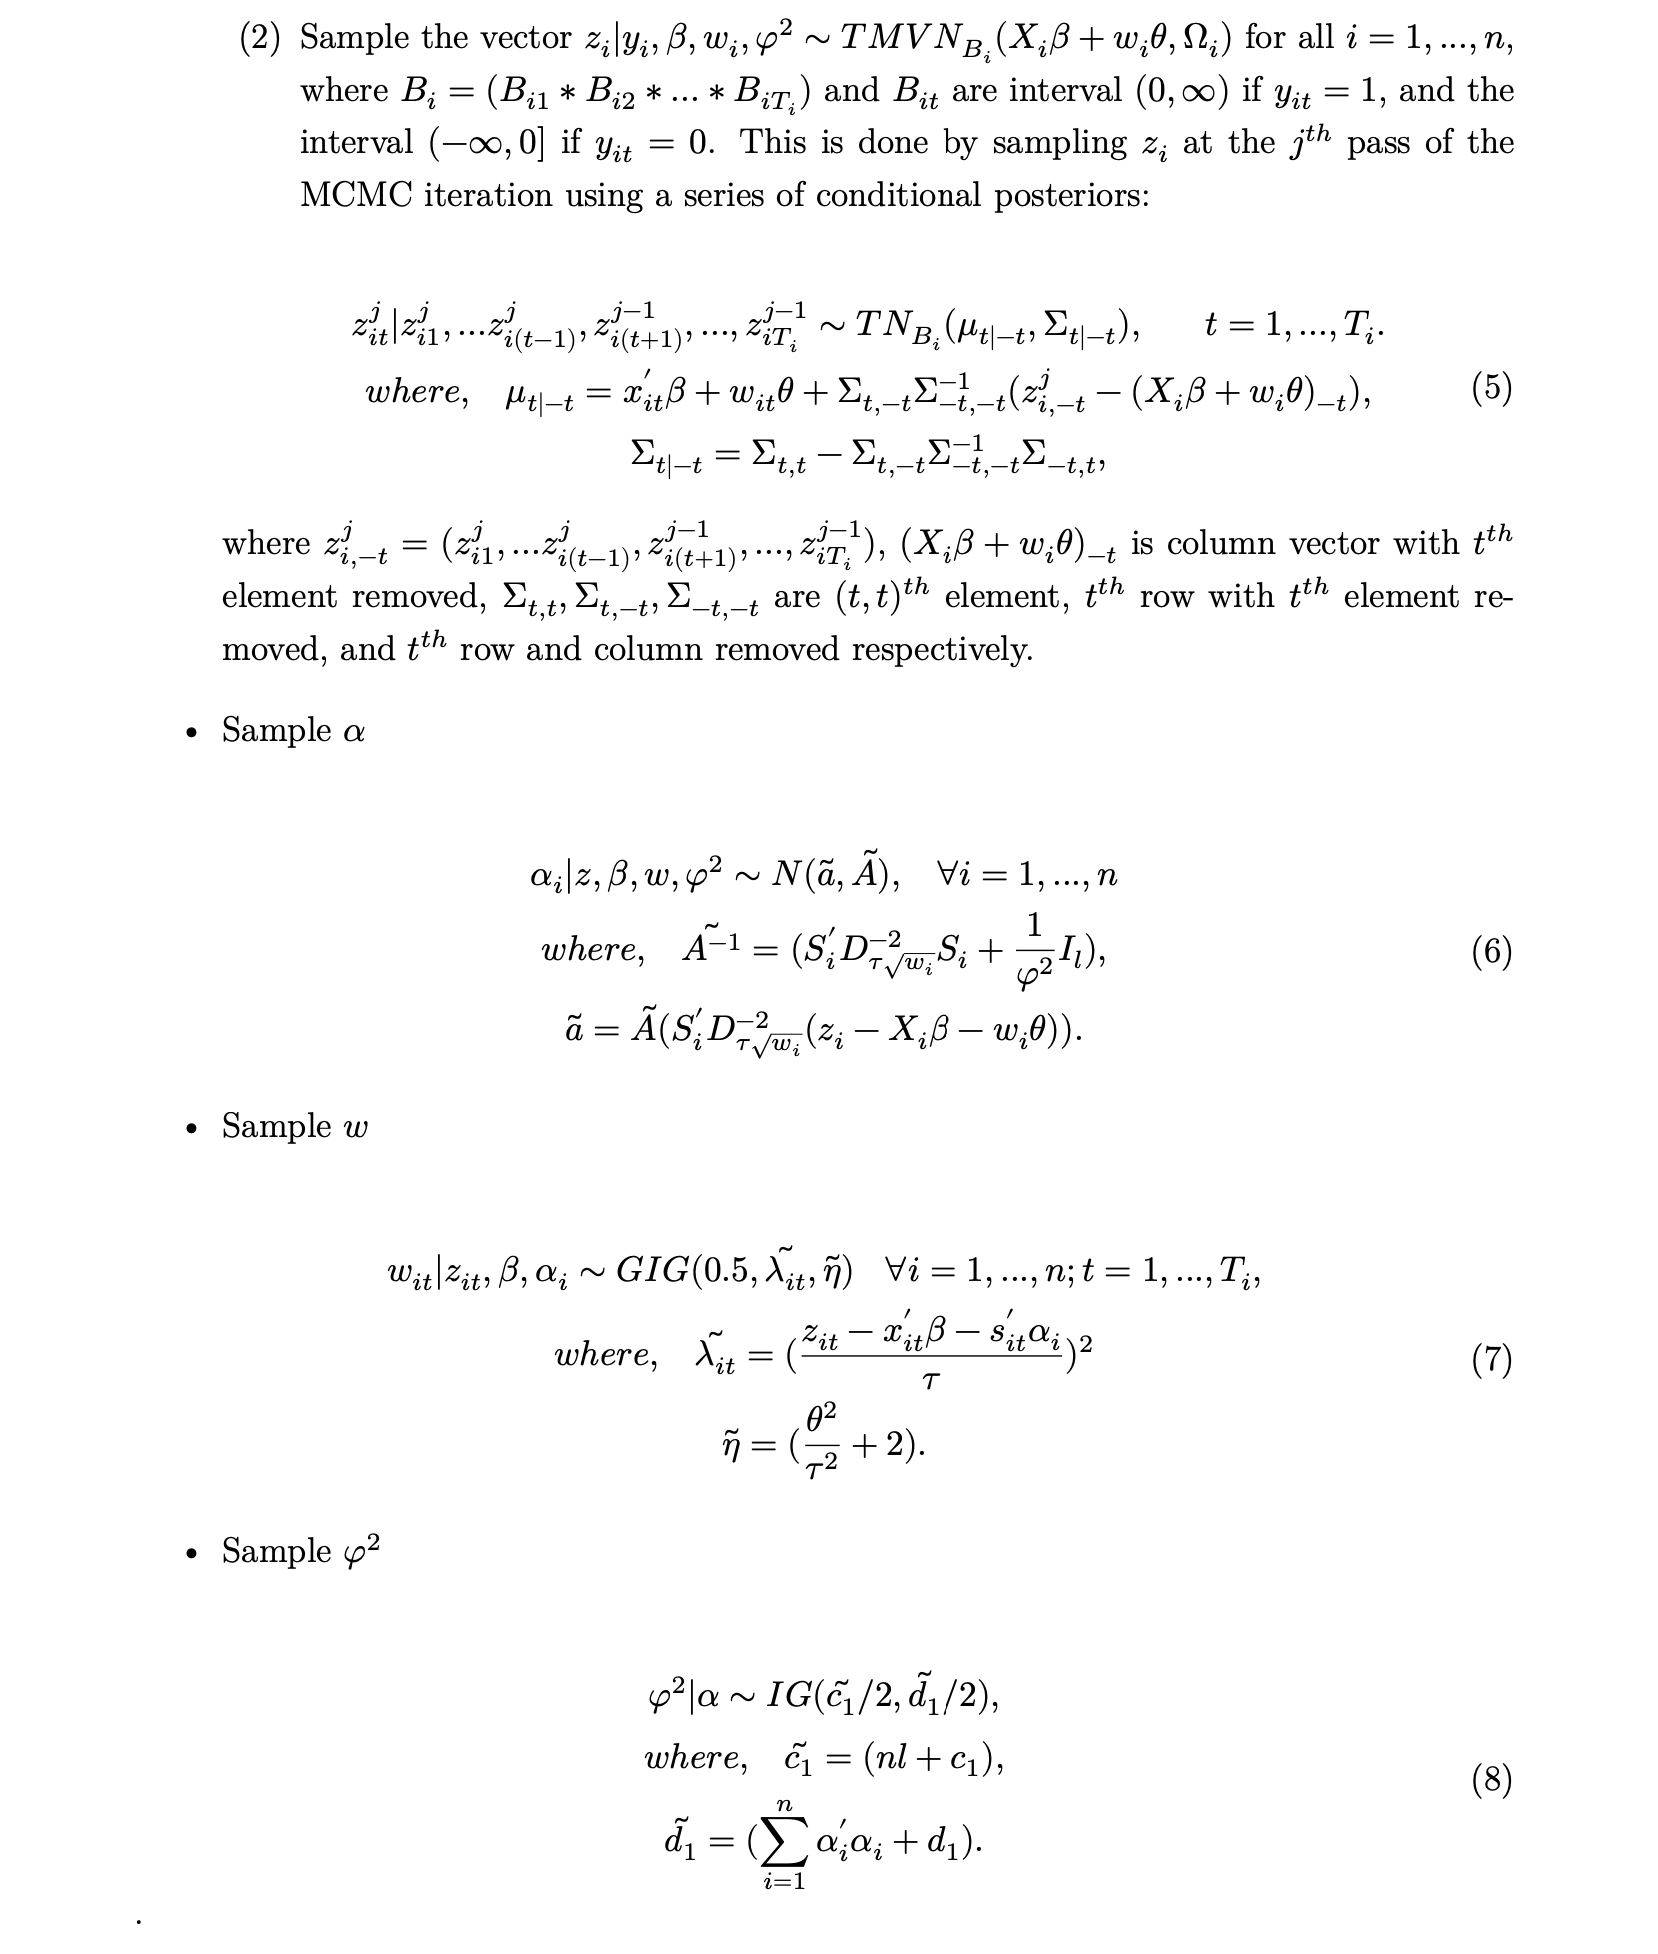 (2) Sample the vector $z_i|y_i, \beta, w_i, \varphi^2 \sim TMVN_{B_i}(X_i\beta + w_i\theta, \Omega_i)$ for all $i = 1, ..., n$,
where $B_i = (B_{i1} * B_{i2} * ... * B_{iT_i})$ and $B_{it}$ are interval $(0, \infty)$ if $y_{it} = 1$, and the
interval $(-\infty, 0]$ if $y_{it} = 0$. This is done by sampling $z_i$ at the $j^{th}$ pass of the
MCMC iteration using a series of conditional posteriors:
$z_{it}^j|z_{i1}^j, ...z_{i(t-1)}^j, z_{i(t+1)}^{j-1}, ..., z_{iT_i}^{j-1} \sim TN_{B_i}(\mu_{t|-t}, \Sigma_{t|-t}), \quad t = 1, ..., T_i.$
$where, \quad \mu_{t|-t} = x_{it}^{'}\beta + w_{it}\theta + \Sigma_{t,-t}\Sigma_{-t,-t}^{-1}(z_{i,-t}^j - (X_i\beta + w_i\theta)_{-t}),$ (5)
$\Sigma_{t|-t} = \Sigma_{t,t} - \Sigma_{t,-t}\Sigma_{-t,-t}^{-1}\Sigma_{-t,t},$
where $z_{i,-t}^j = (z_{i1}^j, ...z_{i(t-1)}^j, z_{i(t+1)}^{j-1}, ..., z_{iT_i}^{j-1})$, $(X_i\beta + w_i\theta)_{-t}$ is column vector with $t^{th}$
element removed, $\Sigma_{t,t}, \Sigma_{t,-t}, \Sigma_{-t,-t}$ are $(t,t)^{th}$ element, $t^{th}$ row with $t^{th}$ element re-
moved, and $t^{th}$ row and column removed respectively.
• Sample $\alpha$
$\alpha_i|z, \beta, w, \varphi^2 \sim N(\tilde{a}, \tilde{A}), \quad \forall i = 1, ..., n$
$where, \quad \tilde{A^{-1}} = (S_i^{'}D_{\tau\sqrt{w_i}}^{-2}S_i + \frac{1}{\varphi^2}I_l),$ (6)
$\tilde{a} = \tilde{A}(S_i^{'}D_{\tau\sqrt{w_i}}^{-2}(z_i - X_i\beta - w_i\theta)).$
• Sample $w$
$w_{it}|z_{it}, \beta, \alpha_i \sim GIG(0.5, \tilde{\lambda_{it}}, \tilde{\eta}) \quad \forall i = 1, ..., n; t = 1, ..., T_i,$
$where, \quad \tilde{\lambda_{it}} = (\frac{z_{it} - x_{it}^{'}\beta - s_{it}^{'}\alpha_i}{\tau})^2$ (7)
$\tilde{\eta} = (\frac{\theta^2}{\tau^2} + 2).$
• Sample $\varphi^2$
$\varphi^2|\alpha \sim IG(\tilde{c_1}/2, \tilde{d_1}/2),$
$where, \quad \tilde{c_1} = (nl + c_1),$ (8)
$\tilde{d_1} = (\sum_{i=1}^{n} \alpha_i^{'}\alpha_i + d_1).$
.